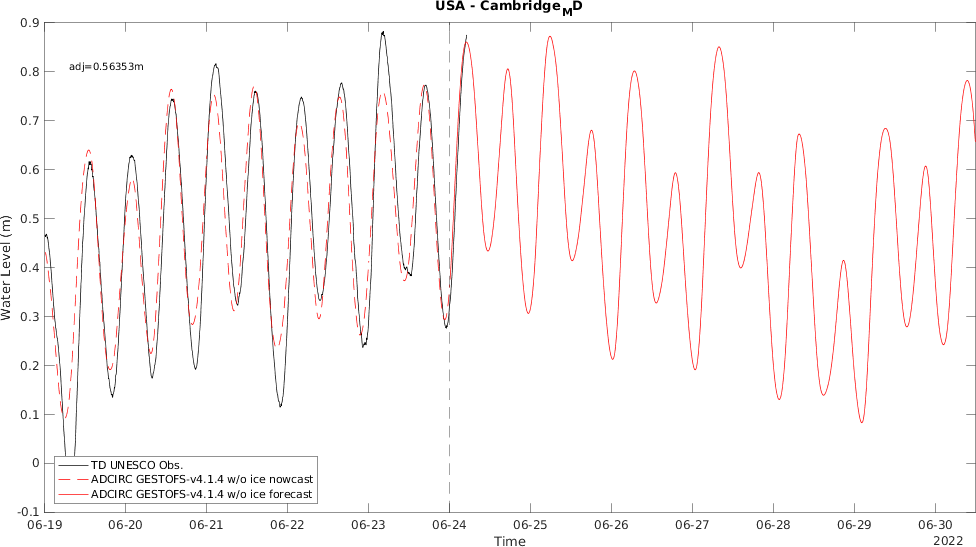 USA - Cambridge_MD
0.9
adj=0.56353m
0.8
0.7
0.6
0.5
0.4
0.3
0.2
0.1
0
-0.1
Water Level (m)
TD UNESCO Obs.
ADCIRC GESTOFS-v4.1.4 w/o ice nowcast
ADCIRC GESTOFS-v4.1.4 w/o ice forecast
06-19 06-20 06-21 06-22 06-23 06-24 06-25 06-26 06-27 06-28 06-29 06-30
Time
2022